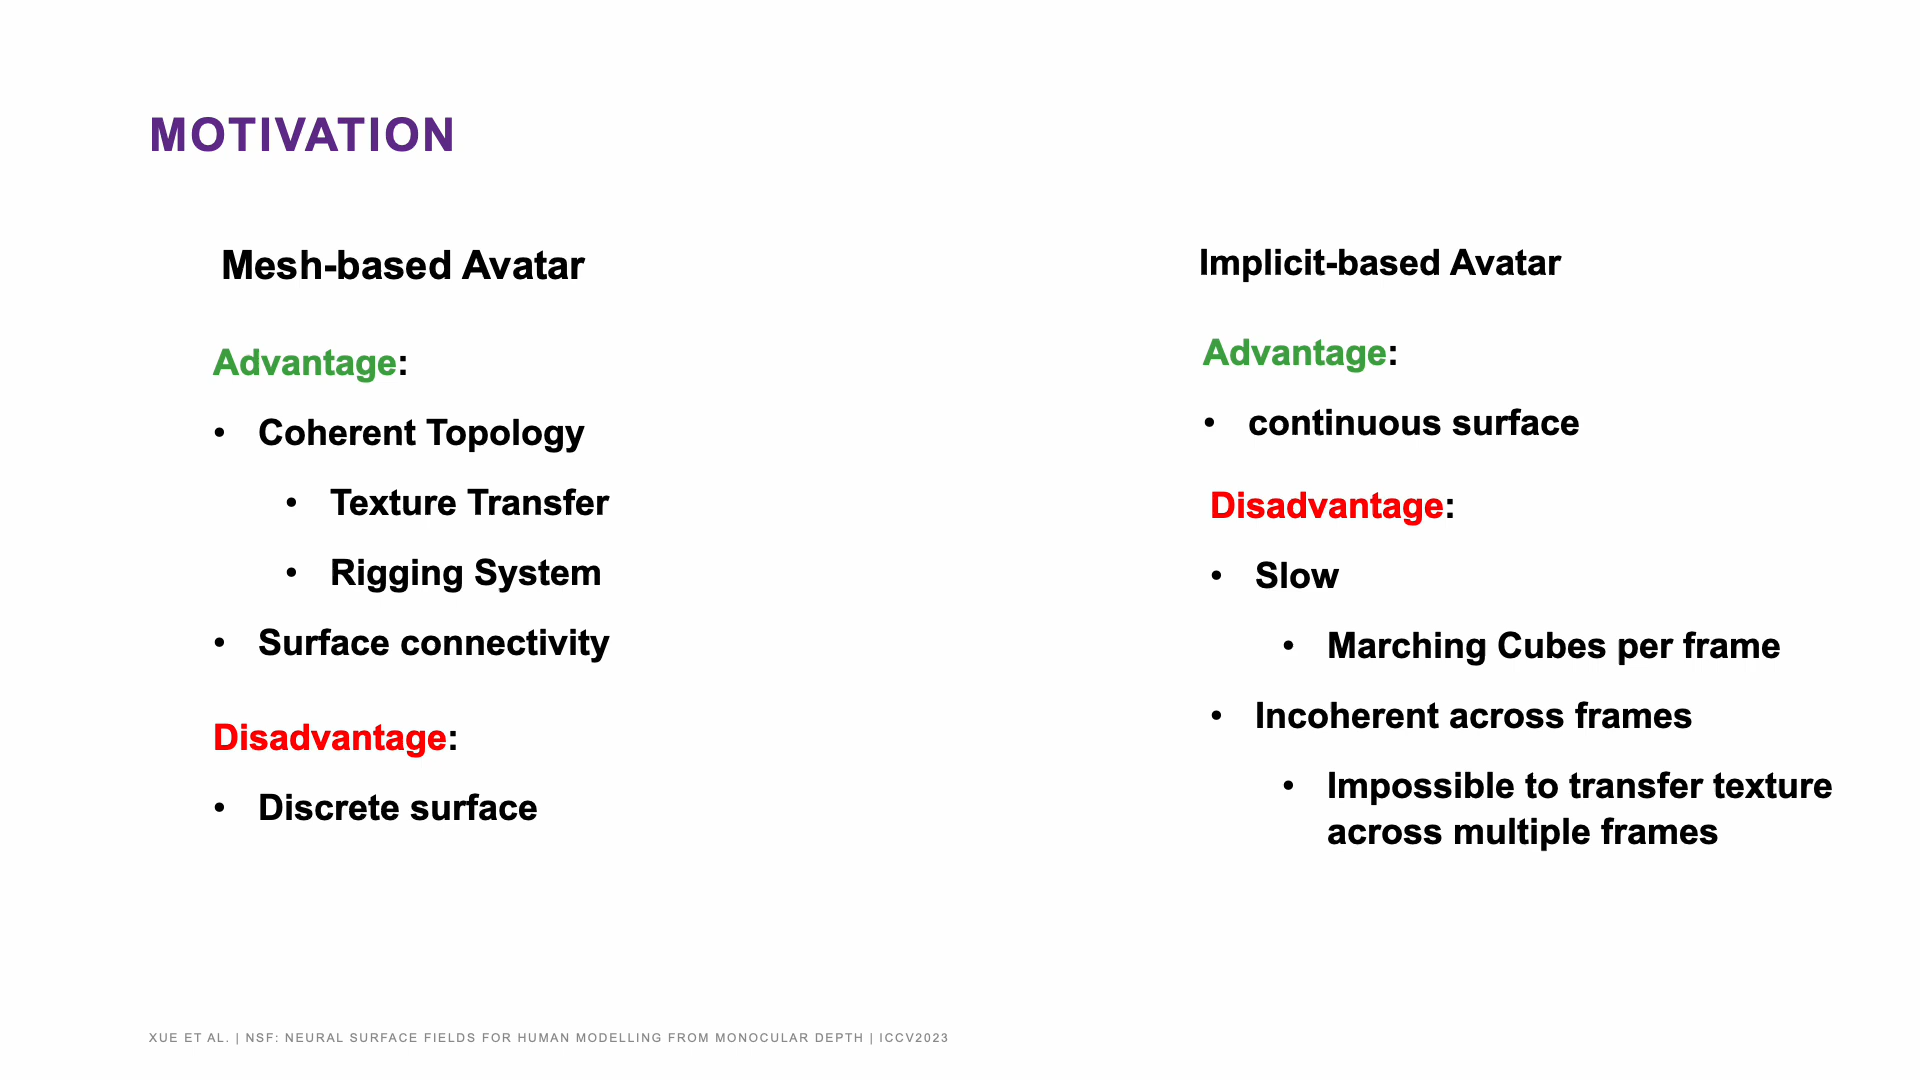 MOTIVATION
Mesh-based Avatar
Advantage:
• Coherent Topology
• Texture Transfer
• Rigging System
• Surface connectivity
Disadvantage:
• Discrete surface
Implicit-based Avatar
Advantage:
• continuous surface
Disadvantage:
• Slow
• Marching Cubes per frame
• Incoherent across frames
• Impossible to transfer texture
across multiple frames
XUE ET AL. | NSF: NEURAL SURFACE FIELDS FOR HUMAN MODELLING FROM MONOCULAR DEPTH | ICCV2023